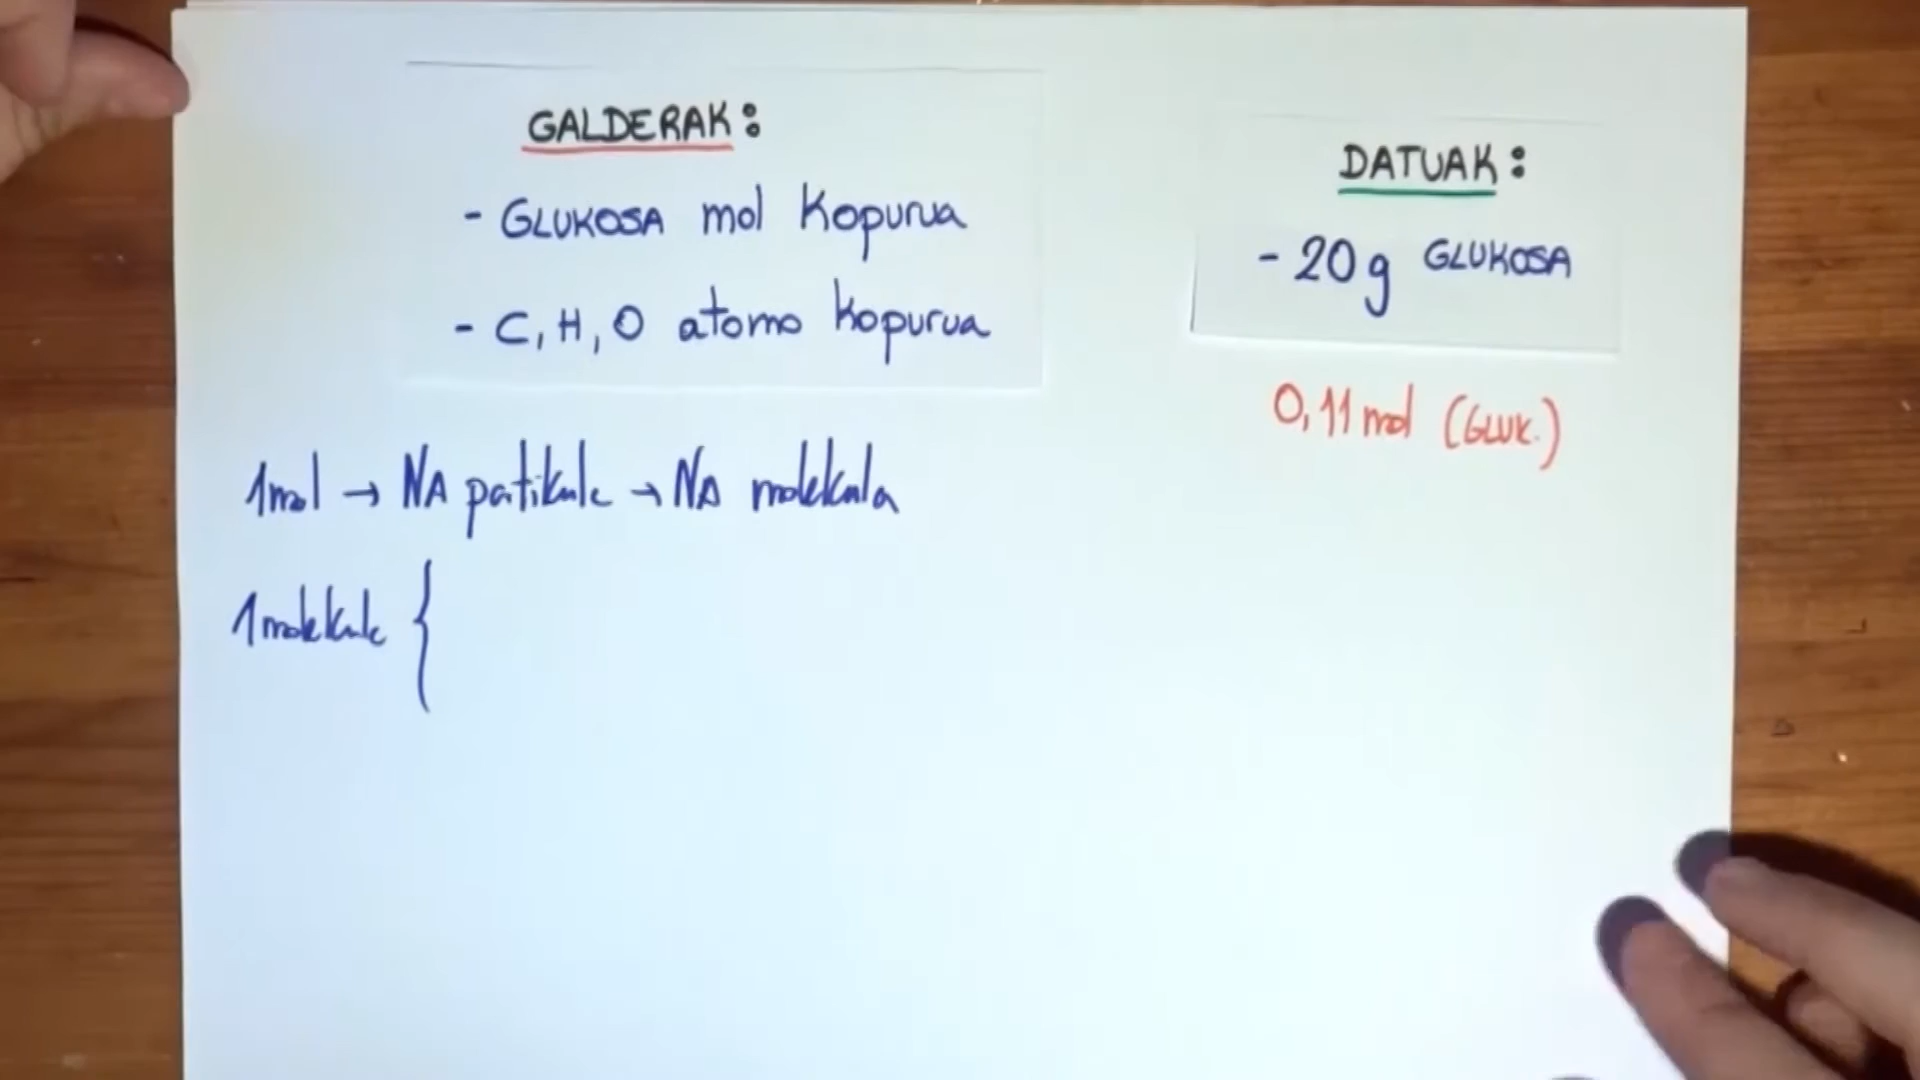 GALDERAK:
- GLUKOSA mol kopurua
- C, H, O atomo kopurua
DATUAK:
- 20 g GLUKOSA
0,11 mol (GLUK.)
1 mol → NA partikula → NA molekula
1 molekula {